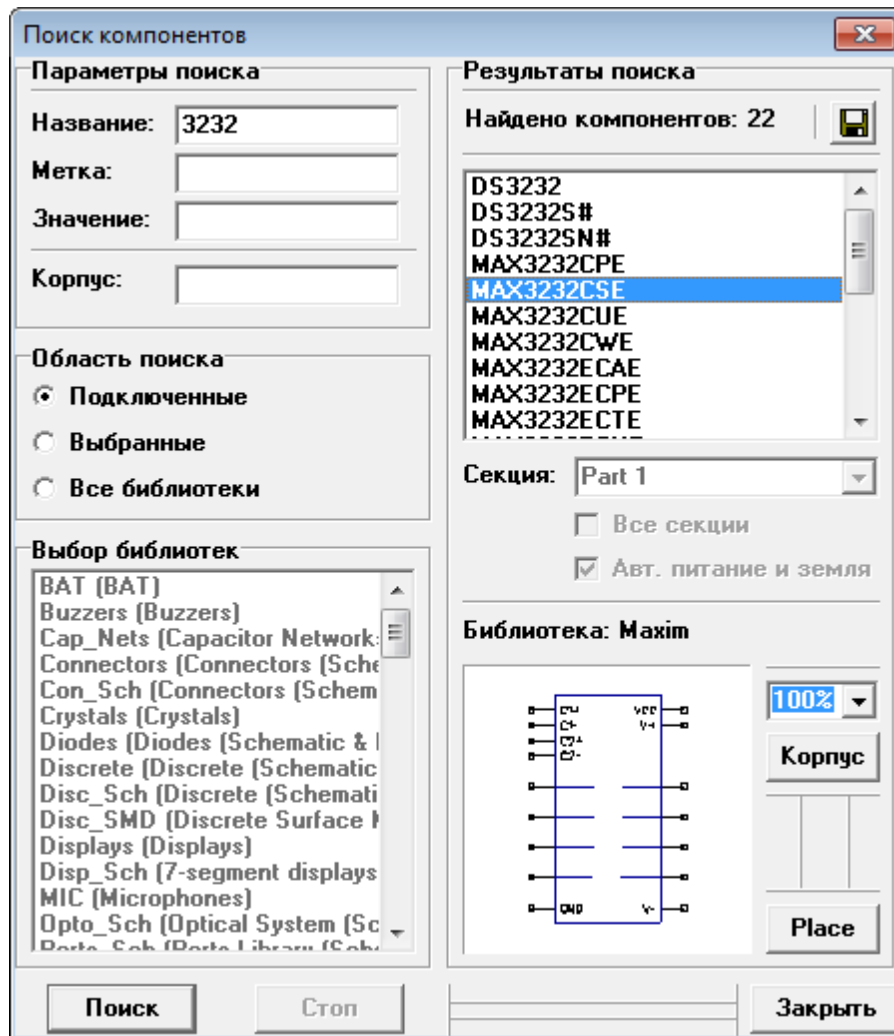 Поиск компонентов
Параметры поиска
Название: 3232
Метка:
Значение:
Корпус:
Область поиска
Подключенные
Выбранные
Все библиотеки
Выбор библиотек
BAT (BAT)
Buzzers (Buzzers)
Cap_Nets (Capacitor Network
Connectors (Connectors (Sche
Con_Sch (Connectors (Schem
Crystals (Crystals)
Diodes (Diodes (Schematic &
Discrete (Discrete (Schematic
Disc_Sch (Discrete (Schemati
Disc_SMD (Discrete Surface
Displays (Displays)
Disp_Sch (7-segment displays
MIC (Microphones)
Opto_Sch (Optical System (Sc
Поиск
Стоп
Результаты поиска
Найдено компонентов: 22
DS3232
DS3232S#
DS3232SN#
MAX3232CPE
MAX3232CSE
MAX3232CUE
MAX3232CWE
MAX3232ECAE
MAX3232ECPE
MAX3232ECTE
Секция: Part 1
Все секции
Авт. питание и земля
Библиотека: Maxim
VCC
V+
GND
V-
100%
Корпус
Place
Закрыть